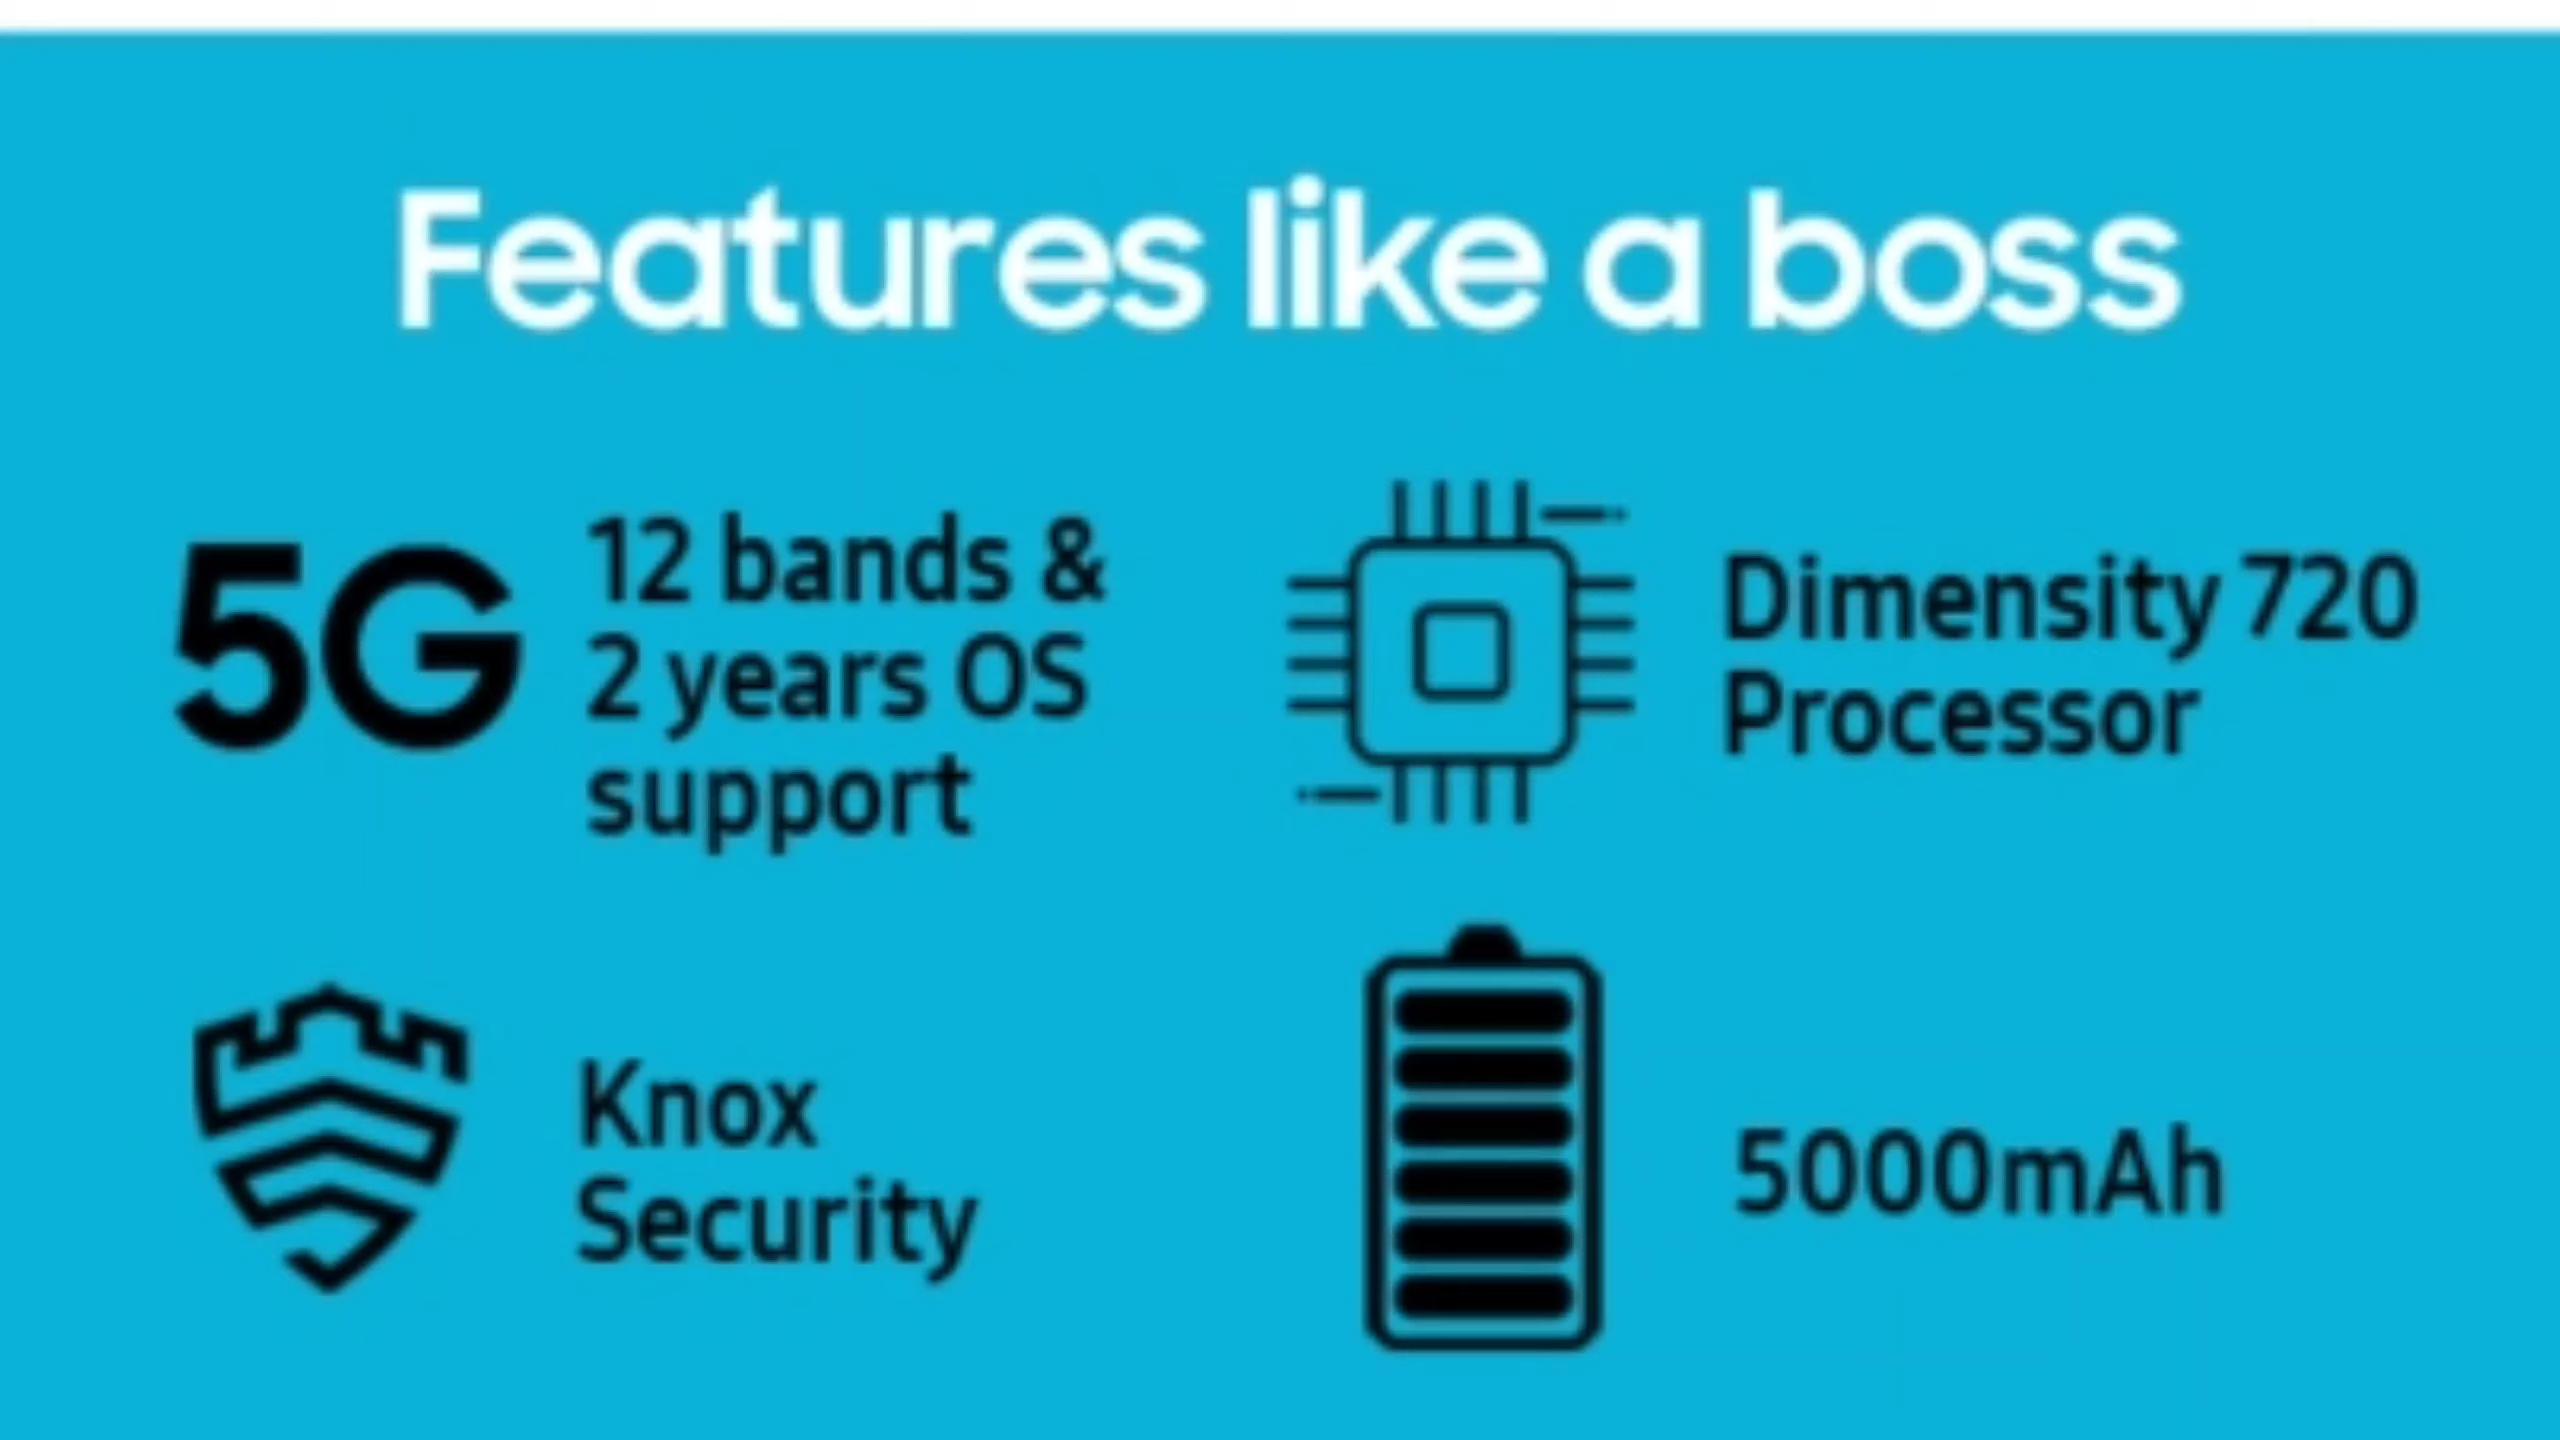 Features like a boss
5G
12 bands &
2 years OS
support
Dimensity 720
Processor
Knox
Security
5000mAh